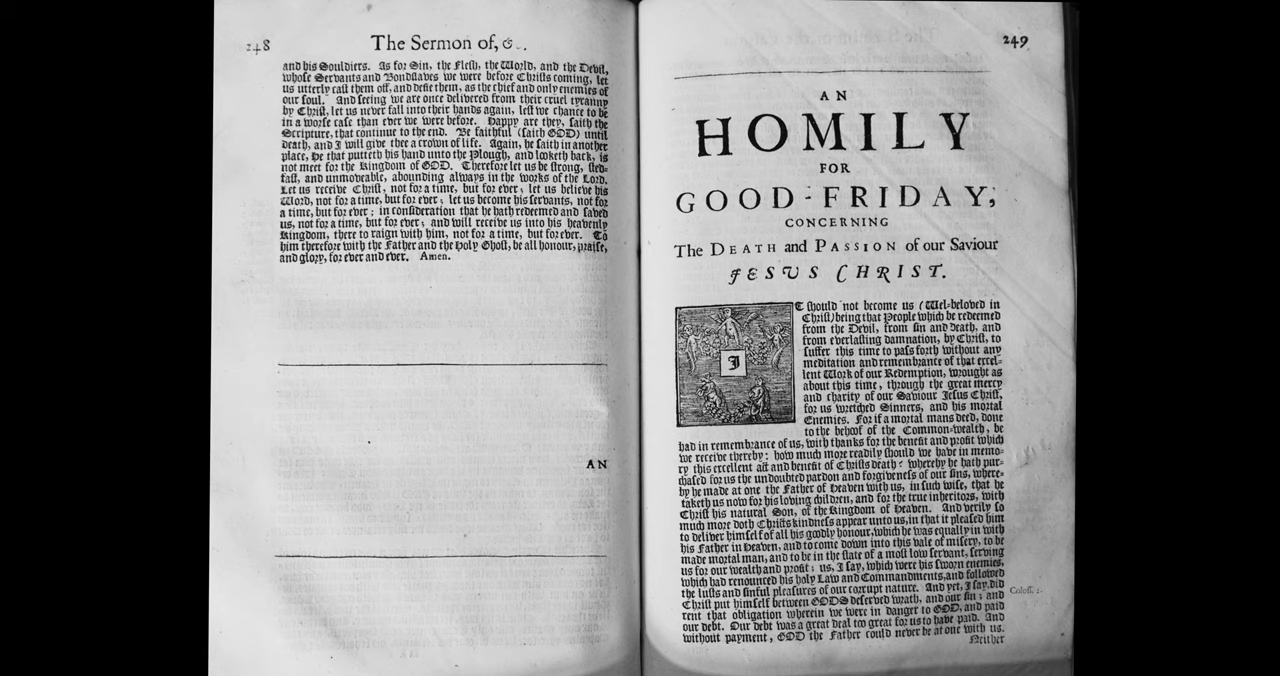 248
The Sermon of, &c.
and his Souldiers. As for Sin, the Flesh, the World, and the Devil,
whose Servants and Bondslaves we were before Christs coming, let
us utterly cast them off, and defie them, as the chief and only enemies of
our soul. And seeing we are once delivered from their cruel tyranny
by Christ, let us never fall into their hands again, lest we chance to be
in a worse case than ever we were before. Happy are they, saith the
Scripture, that continue to the end. Be faithful (saith GOD) until
death, and I will give thee a crown of life. Again, he saith in another
place, He that putteth his hand unto the Plough, and looketh back, is
not meet for the Kingdom of GOD. Therefore let us be strong, sted-
fast, and unmoveable, abounding always in the works of the Lord.
Let us receive Christ, not for a time, but for ever; let us believe his
Word, not for a time, but for ever; let us become his servants, not for
a time, but for ever; in consideration that he hath redeemed and saved
us, not for a time, but for ever; and will receive us into his heavenly
Kingdom, there to raign with him, not for a time, but for ever. To
him therefore with the Father and the Holy Ghost, be all honour, praise,
and glory, for ever and ever. Amen.
AN
249
AN
HOMILY
FOR
GOOD-FRIDAY,
CONCERNING
The DEATH and PASSION of our Saviour
JESUS CHRIST.
IT should not become us (Wel-beloved in
Christ) being that People which be redeemed
from the Devil, from sin and death, and
from everlasting damnation, by Christ, to
suffer this time to pass forth without any
meditation and remembrance of that excel-
lent Work of our Redemption, wrought as
about this time, through the great mercy
and charity of our Saviour Jesus Christ,
for us wretched Sinners, and his mortal
Enemies. For if a mortal mans deed, done
to the behoof of the Common-wealth, be
had in remembrance of us, with thanks for the benefit and profit which
we receive thereby: how much more readily should we have in memo-
ry this excellent act and benefit of Christs death? whereby he hath pur-
chased for us the undoubted pardon and forgiveness of our sins, where-
by he made at one the Father of Heaven with us, in such wise, that he
taketh us now for his loving children, and for the true inheritors, with
Christ his natural Son, of the Kingdom of Heaven. And verily so
much more doth Christs kindness appear unto us, in that it pleased him
to deliver himself of all his goodly honour, which he was equally in with
his Father in Heaven, and to come down into this vale of misery, to be
made mortal man, and to be in the state of a most low servant, serving
us for our wealth and profit; us, I say, which were his sworn enemies,
which had renounced his holy Law and Commandments, and followed
the lusts and sinful pleasures of our corrupt nature. And yet, I say, did
Christ put himself between GODS deserved wrath, and our sin; and
rent that obligation wherein we were in danger to GOD, and paid
our debt. Our debt was a great deal too great for us to have paid. And
without payment, GOD the Father could never be at one with us.
Neither
Coloss. 2.